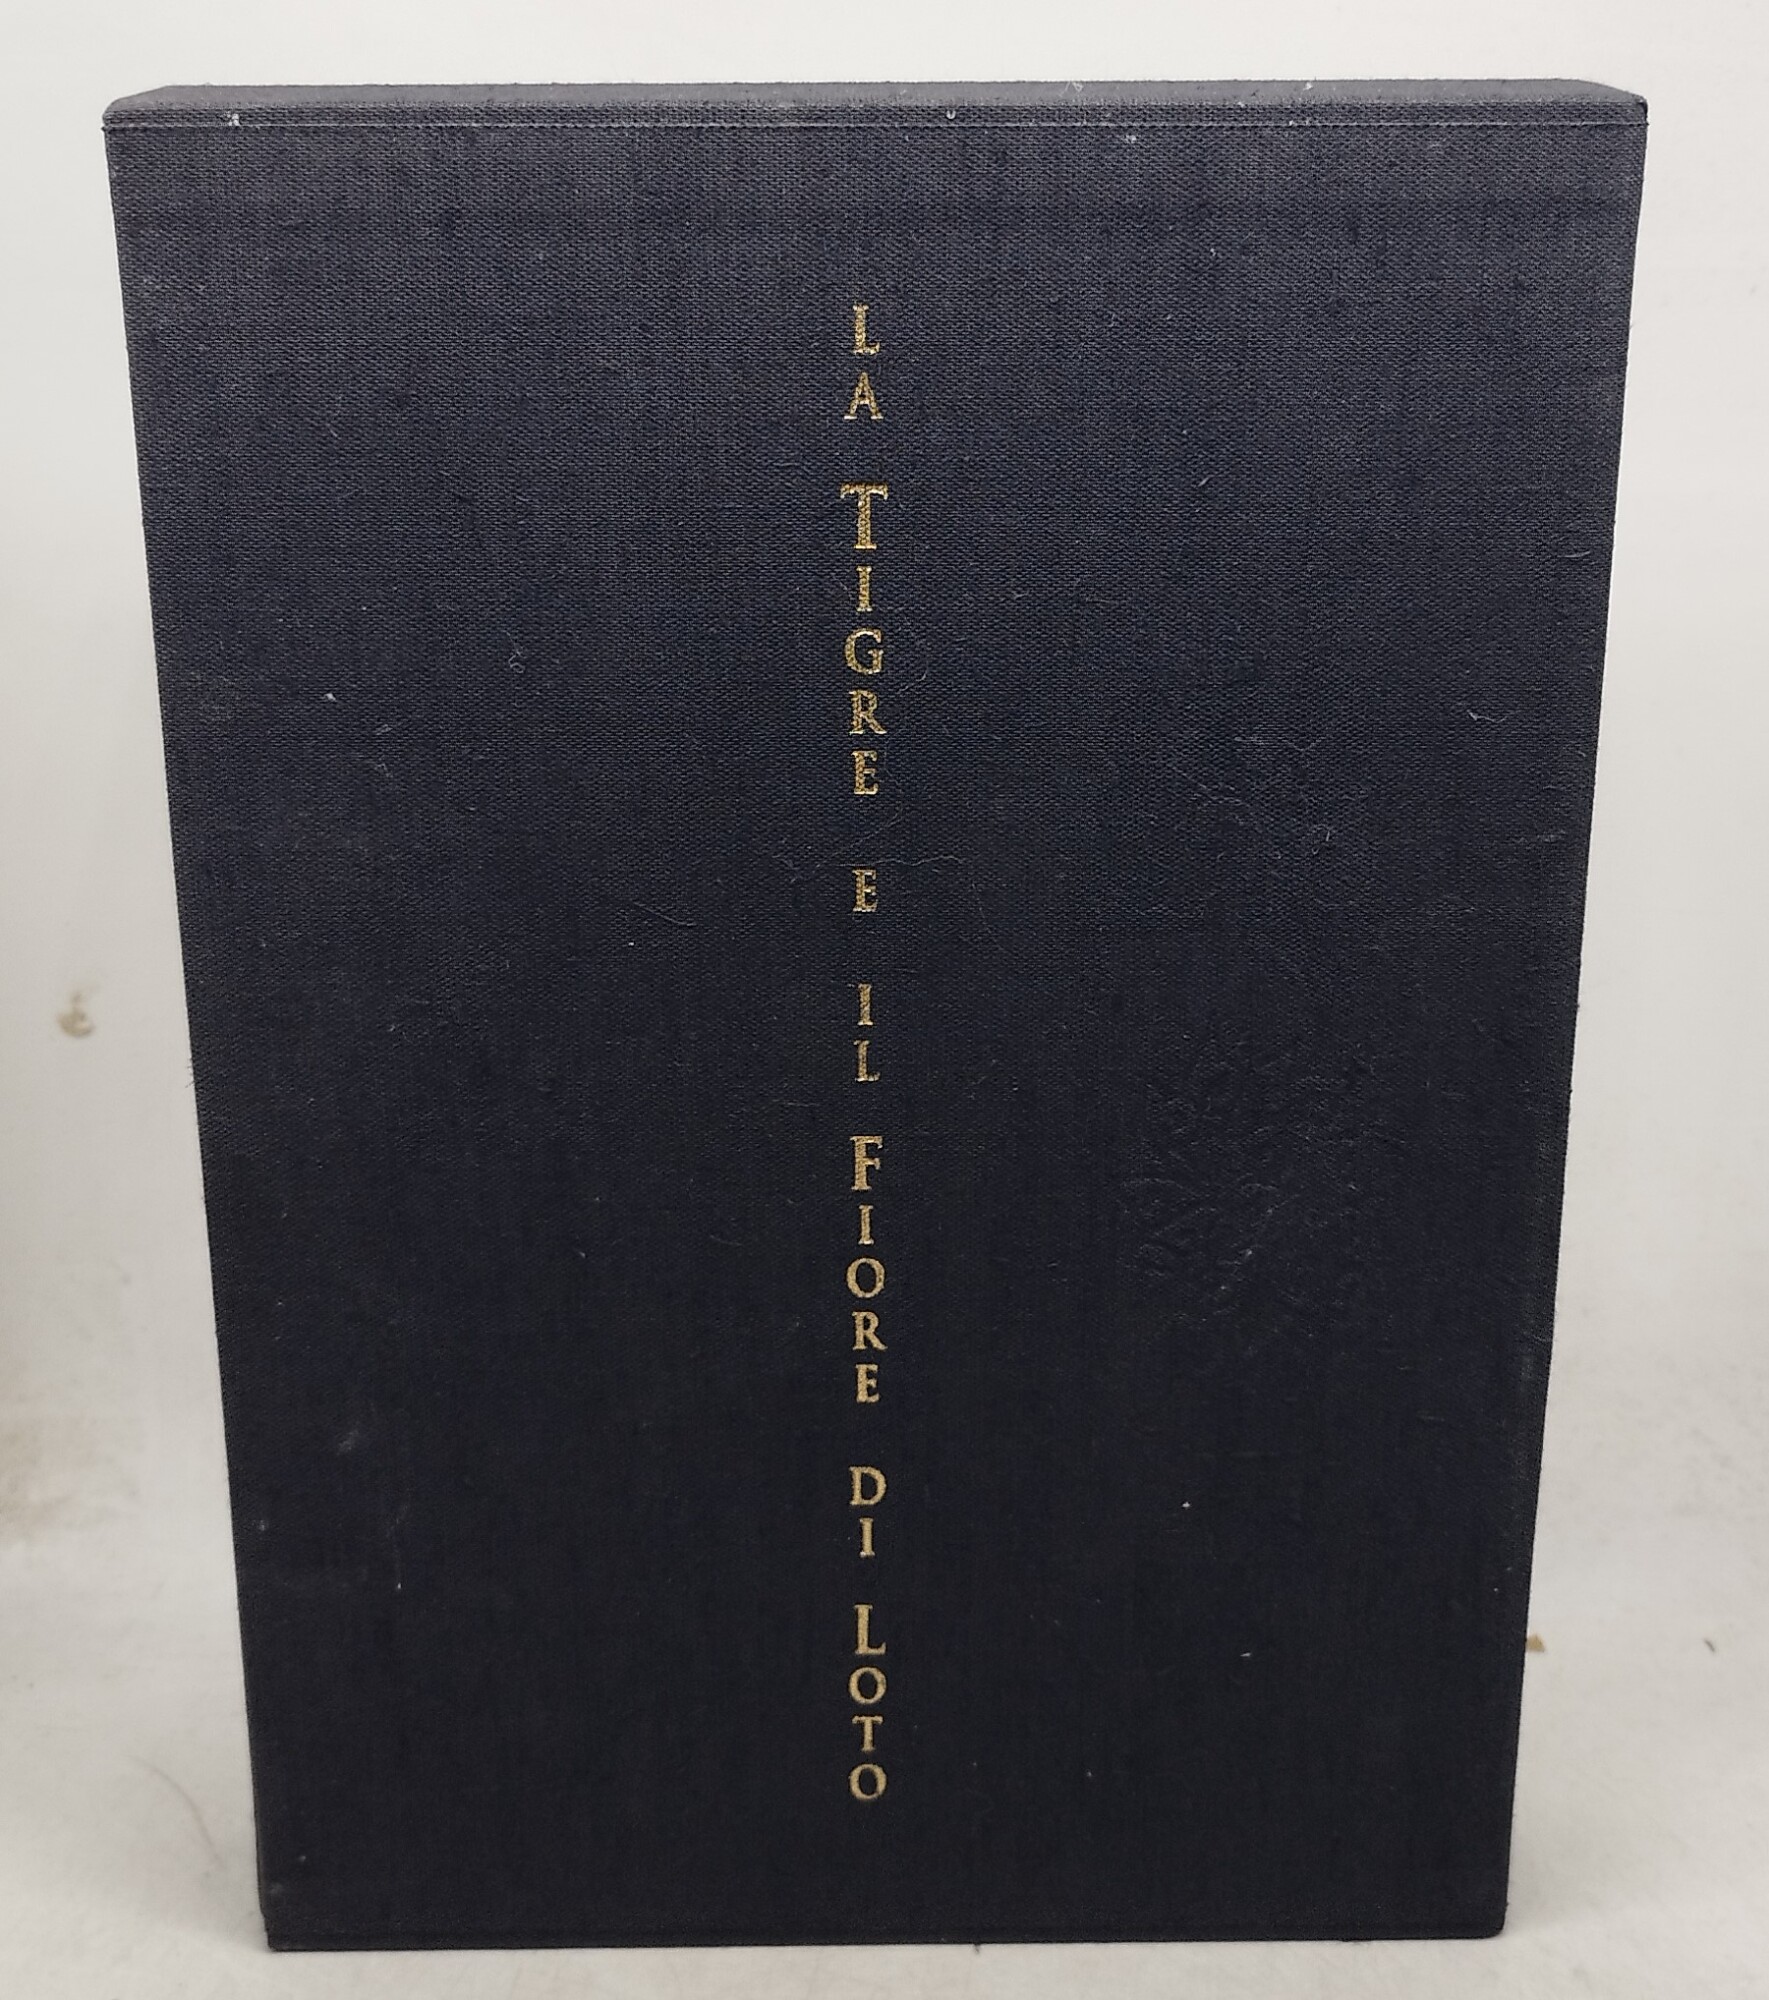 LA TIGRE E IL FIORE DI LOTO